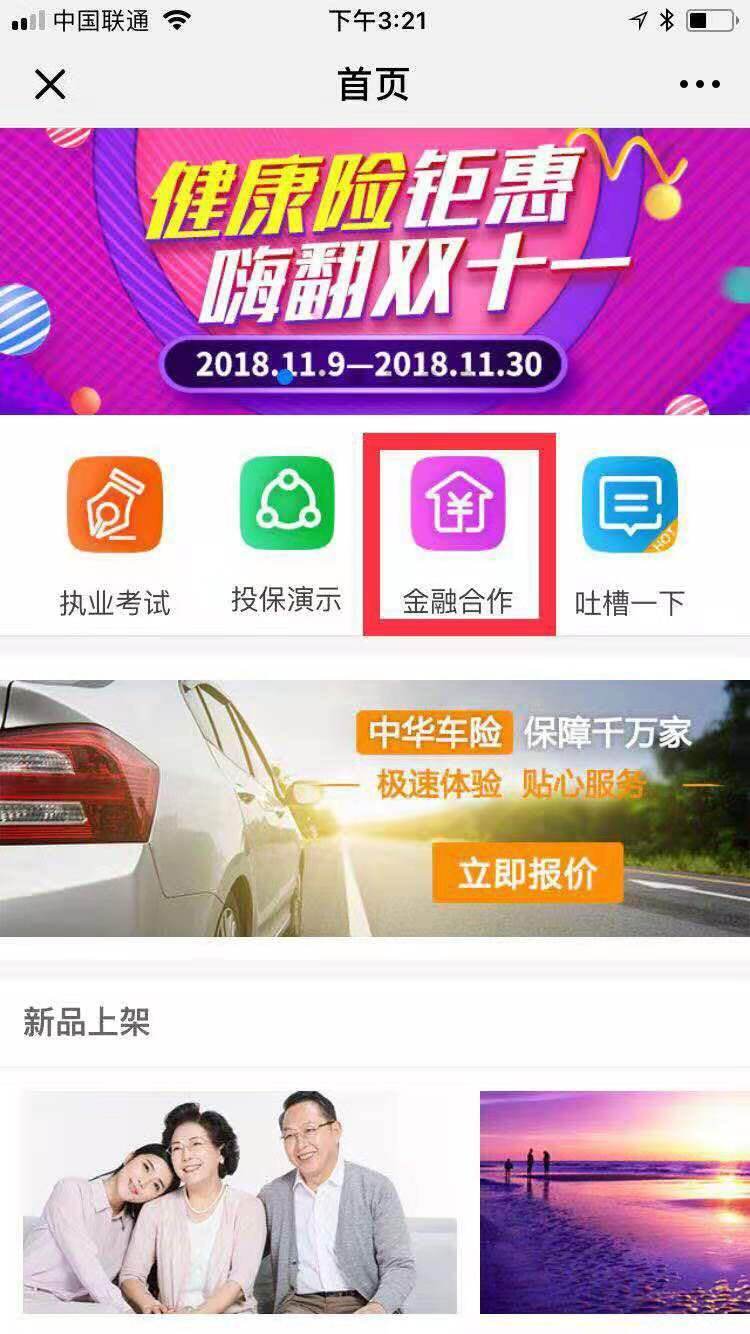 中国联通
下午3:21
首页
健康险钜惠
嗨翻双十一
2018.11.9—2018.11.30
执业考试
投保演示
金融合作
吐槽一下
HOT
中华车险 保障千万家
极速体验 贴心服务
立即报价
新品上架